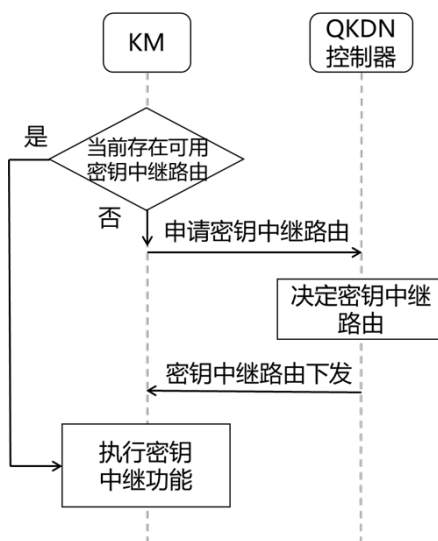 KM
QKDN
控制器
是
当前存在可用
密钥中继路由
否
申请密钥中继路由
决定密钥中继
路由
密钥中继路由下发
执行密钥
中继功能